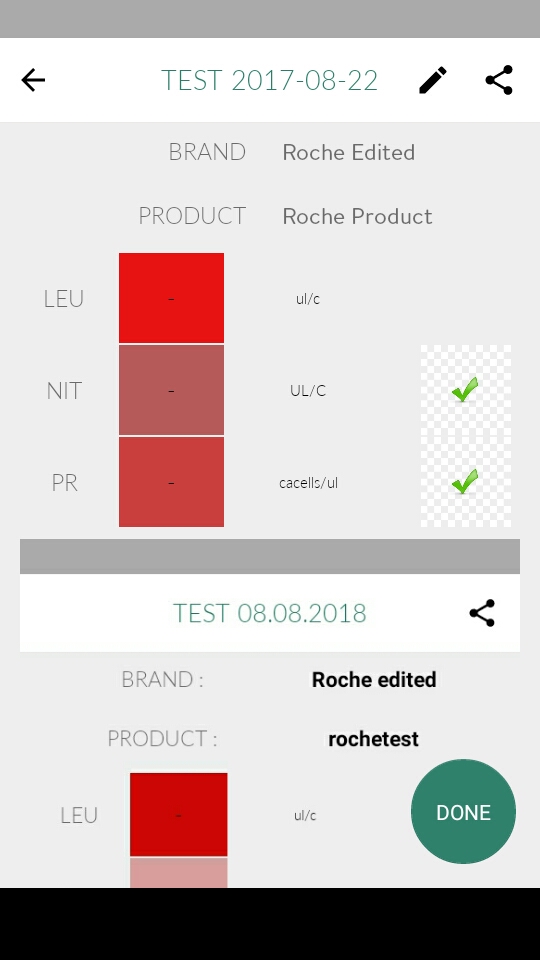 TEST 2017-08-22
BRAND Roche Edited
PRODUCT Roche Product
LEU - ul/c
NIT - UL/C
PR - cacells/ul
TEST 08.08.2018
BRAND : Roche edited
PRODUCT : rochetest
LEU - ul/c
DONE